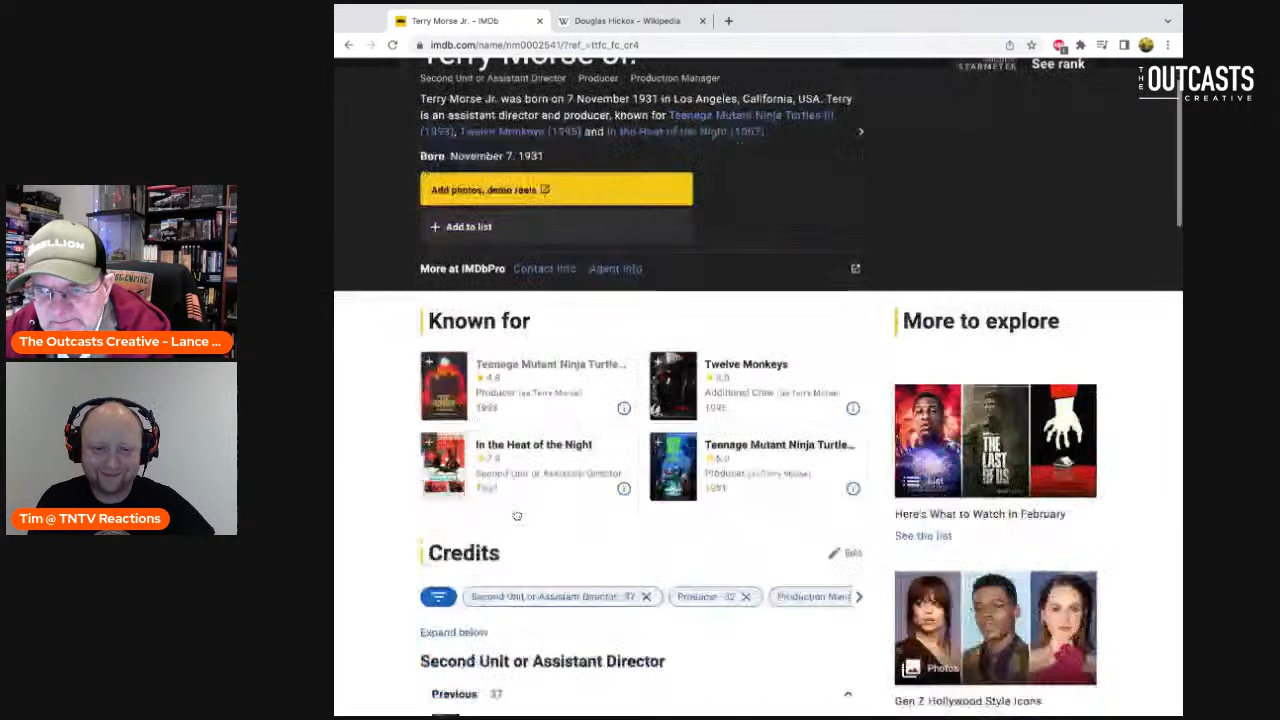 Terry Morse Jr. - IMDb
Douglas Hickox - Wikipedia
imdb.com/name/nm0002541/?ref_=ttfc_fc_cr4
Terry Morse Jr.
Second Unit or Assistant Director Producer Production Manager
STARMETER
See rank
THE OUTCASTS
CREATIVE
Terry Morse Jr. was born on 7 November 1931 in Los Angeles, California, USA. Terry
is an assistant director and producer, known for Teenage Mutant Ninja Turtles III
(1993), Twelve Monkeys (1995) and In the Heat of the Night (1967).
Born November 7, 1931
Add photos, demo reels
+ Add to list
More at IMDbPro Contact Info Agent Info
Known for
More to explore
Teenage Mutant Ninja Turtle...
4.8
Producer (as Terry Morse)
1993
Twelve Monkeys
8.0
Additional Crew (as Terry Morse)
1995
In the Heat of the Night
7.9
Second Unit or Assistant Director
Teenage Mutant Ninja Turtle...
Producer (as Terry Morse)
1991
THE LAST OF US
List
Here's What to Watch in February
See the list
Credits
Edit
Second Unit or Assistant Director 37
Producer 32
Production Mana
Expand below
Second Unit or Assistant Director
Previous 37
Photos
Gen Z Hollywood Style Icons
The Outcasts Creative - Lance ...
Tim @ TNTV Reactions